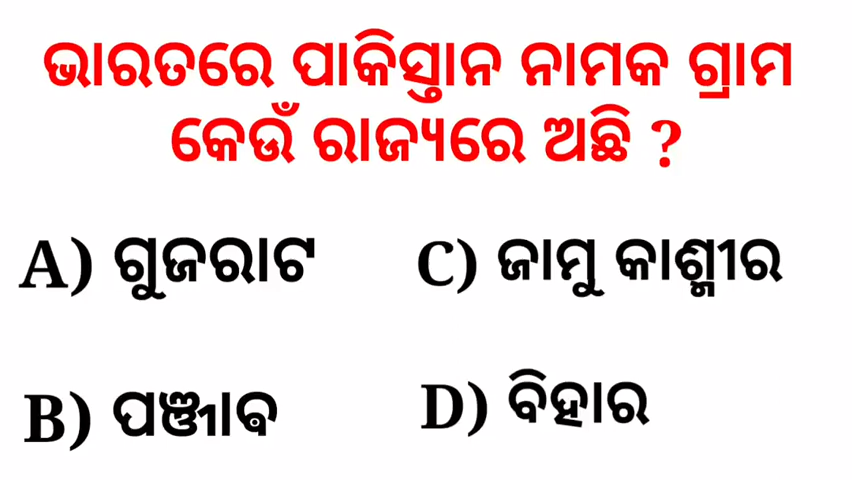 ଭାରତରେ ପାକିସ୍ତାନ ନାମକ ଗ୍ରାମ
କେଉଁ ରାଜ୍ୟରେ ଅଛି ?
A) ଗୁଜରାଟ
C) ଜାମୁ କାଶ୍ମୀର
B) ପଞ୍ଜାଵ
D) ବିହାର